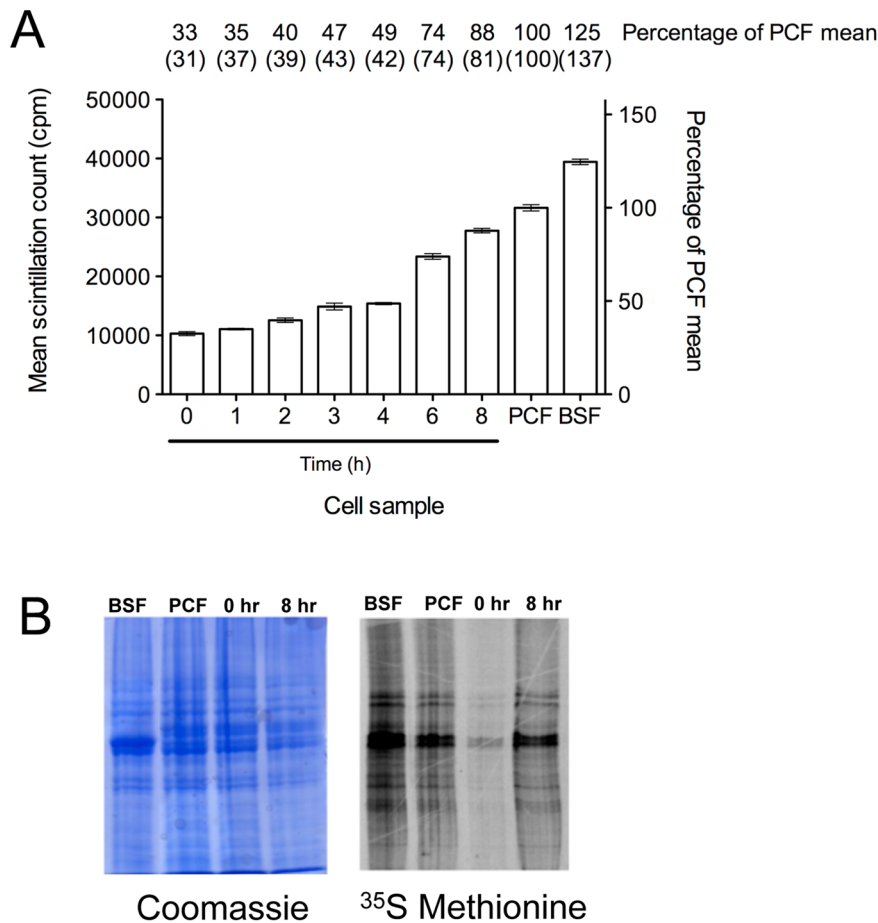 A
33 35 40 47 49 74 88 100 125 Percentage of PCF mean
(31) (37) (39) (43) (42) (74) (81) (100) (137)
Mean scintillation count (cpm)
50000
40000
30000
20000
10000
0
150
100
50
0
Percentage of PCF mean
0 1 2 3 4 6 8 PCF BSF
Time (h)
Cell sample
B
BSF PCF 0 hr 8 hr
BSF PCF 0 hr 8 hr
Coomassie
35S Methionine